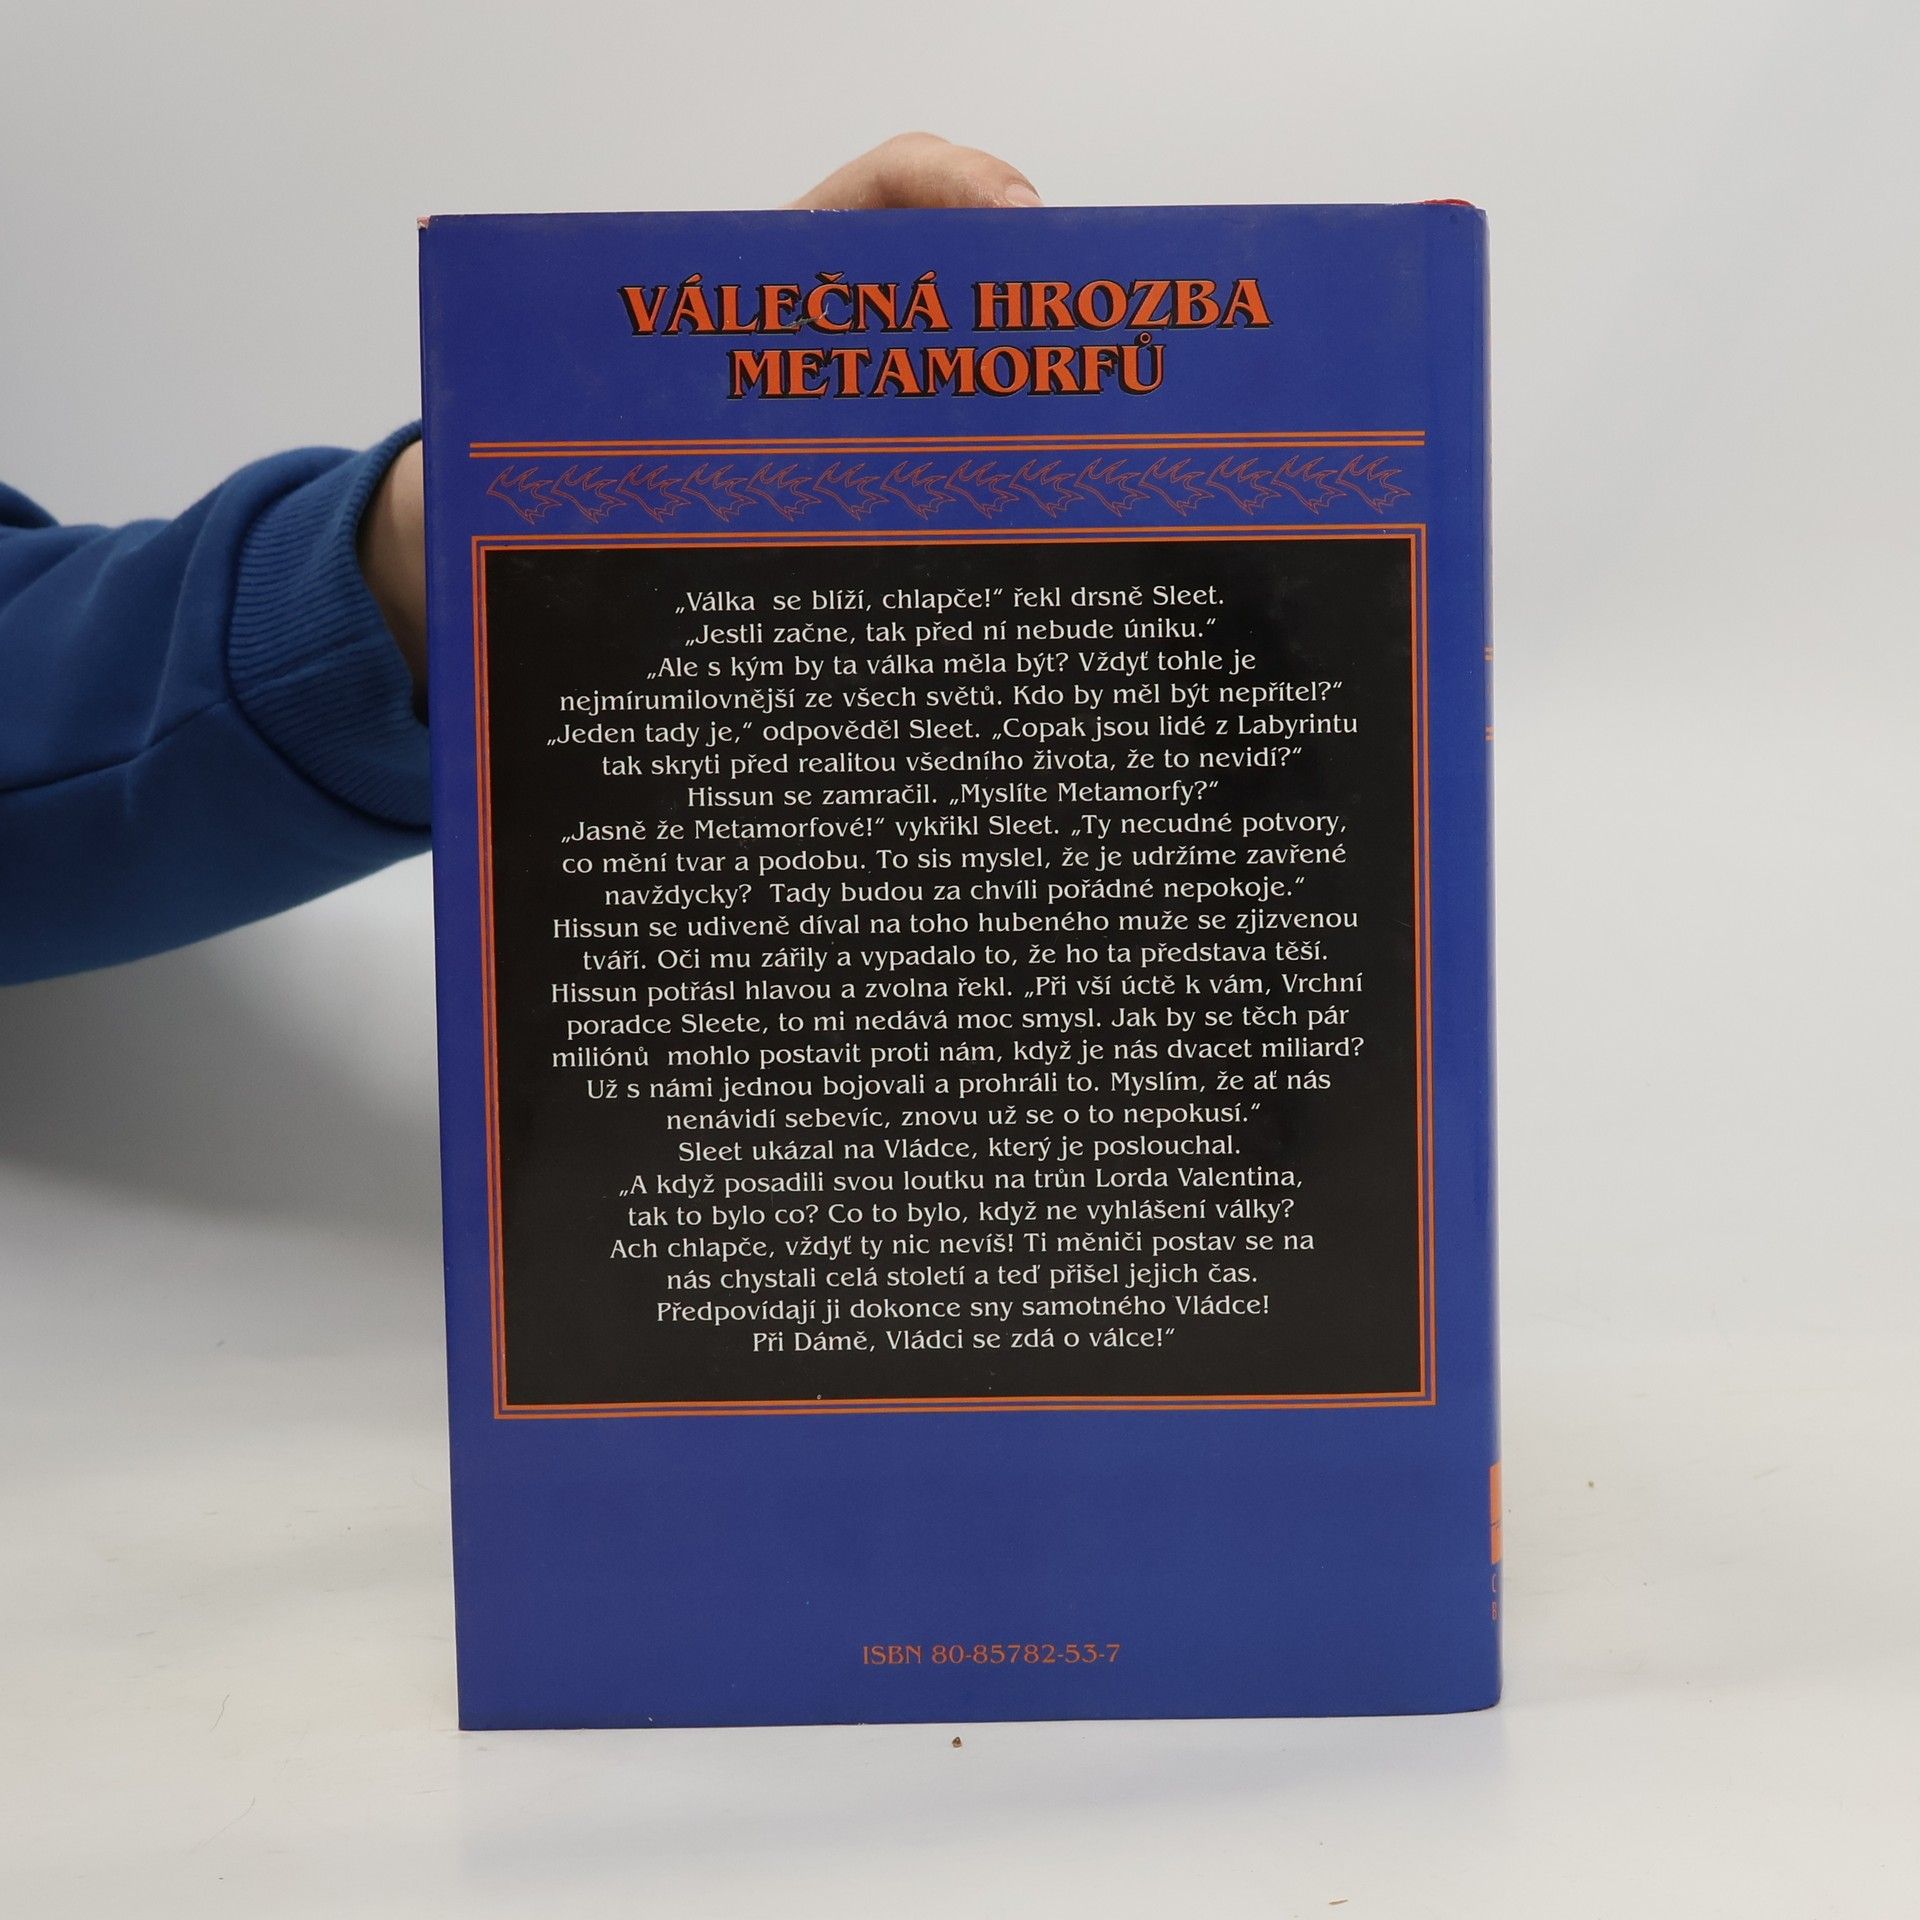 VÁLEČNÁ HROZBA
METAMORFŮ
„Válka se blíží, chlapče!“ řekl drsně Sleet.
„Jestli začne, tak před ní nebude úniku.“
„Ale s kým by ta válka měla být? Vždyť tohle je
nejmírumilovnější ze všech světů. Kdo by měl být nepřítel?“
„Jeden tady je,“ odpověděl Sleet. „Copak jsou lidé z Labyrintu
tak skryti před realitou všedního života, že to nevidí?“
Hissun se zamračil. „Myslíte Metamorfy?“
„Jasně že Metamorfové!“ vykřikl Sleet. „Ty necudné potvory,
co mění tvar a podobu. To sis myslel, že je udržíme zavřené
navždycky? Tady budou za chvíli pořádné nepokoje.“
Hissun se udiveně díval na toho hubeného muže se zjizvenou
tváří. Oči mu zářily a vypadalo to, že ho ta představa těší.
Hissun potřásl hlavou a zvolna řekl. „Při vší úctě k vám, Vrchní
poradce Sleete, to mi nedává moc smysl. Jak by se těch pár
miliónů mohlo postavit proti nám, když je nás dvacet miliard?
Už s námi jednou bojovali a prohráli to. Myslím, že ať nás
nenávidí sebevíc, znovu už se o to nepokusí.“
Sleet ukázal na Vládce, který je poslouchal.
„A když posadili svou loutku na trůn Lorda Valentina,
tak to bylo co? Co to bylo, když ne vyhlášení války?
Ach chlapče, vždyť ty nic nevíš! Ti měniči postav se na
nás chystali celá století a teď přišel jejich čas.
Předpovídají ji dokonce sny samotného Vládce!
Při Dámě, Vládci se zdá o válce!“
ISBN 80-85782-53-7